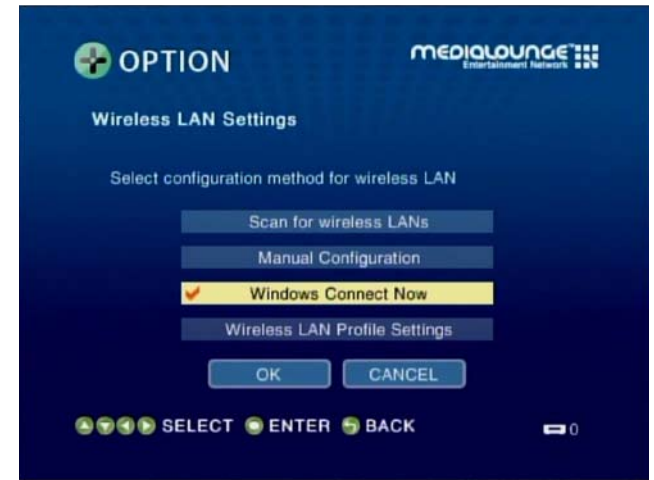 OPTION
MEDIALOUNGE™
Entertainment Network
Wireless LAN Settings
Select configuration method for wireless LAN
Scan for wireless LANs
Manual Configuration
Windows Connect Now
Wireless LAN Profile Settings
OK CANCEL
SELECT ENTER BACK 0